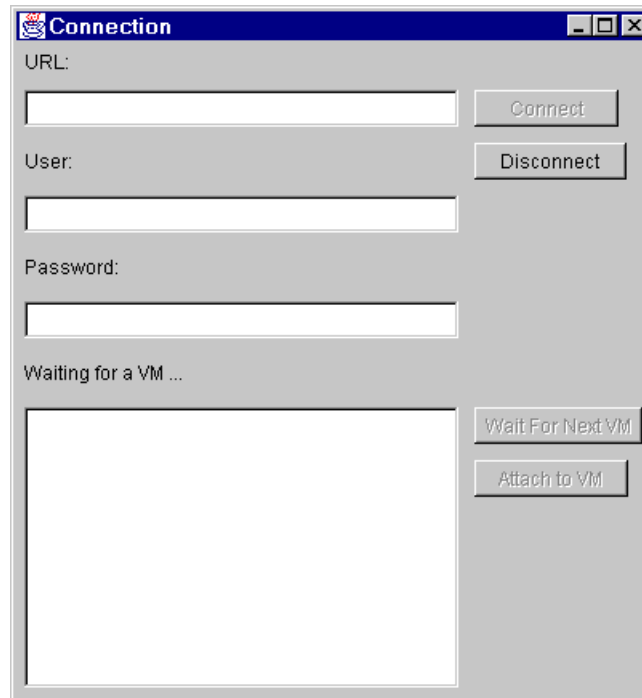 Connection
URL:
Connect
User:
Disconnect
Password:
Waiting for a VM ...
Wait For Next VM
Attach to VM